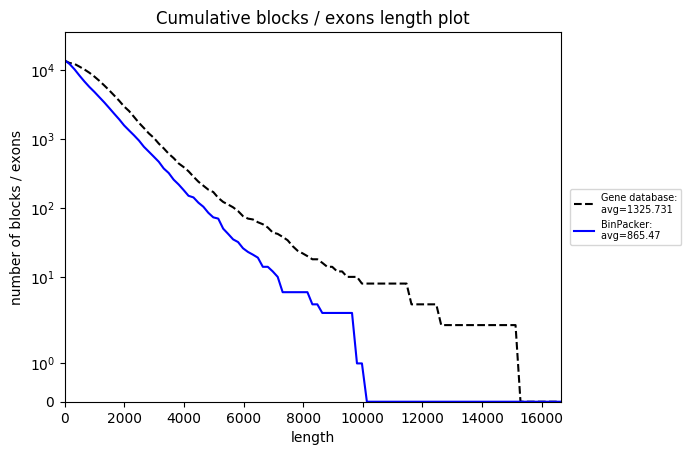 Cumulative blocks / exons length plot
number of blocks / exons
10^4
10^3
10^2
10^1
10^0
0
0 2000 4000 6000 8000 10000 12000 14000 16000
length
Gene database:
avg=1325.731
BinPacker:
avg=865.47